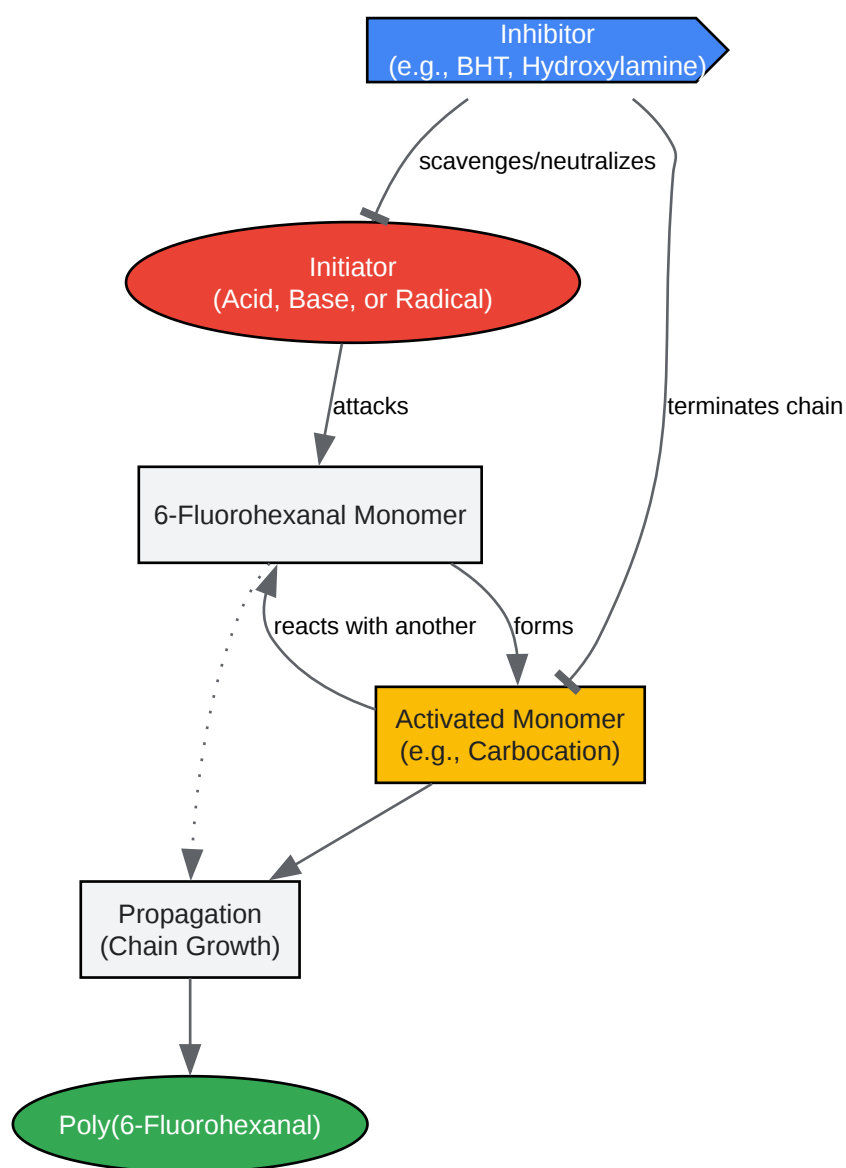 Inhibitor
(e.g., BHT, Hydroxylamine)
scavenges/neutralizes
Initiator
(Acid, Base, or Radical)
attacks
terminates chain
6-Fluorohexanal Monomer
reacts with another
forms
Activated Monomer
(e.g., Carbocation)
Propagation
(Chain Growth)
Poly(6-Fluorohexanal)